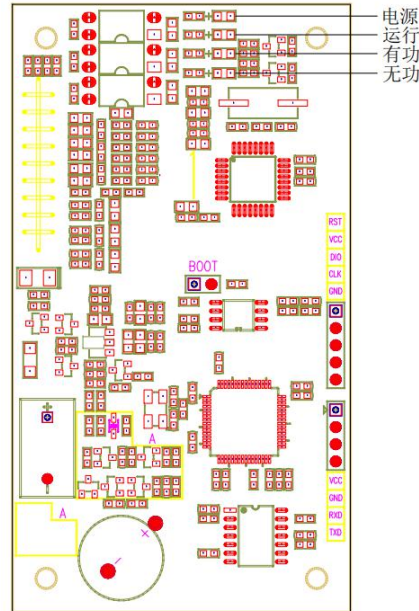 电源
运行
有功
无功
RST
VCC
DIO
CLK
GND
BOOT
A
A
VCC
GND
RXD
TXD